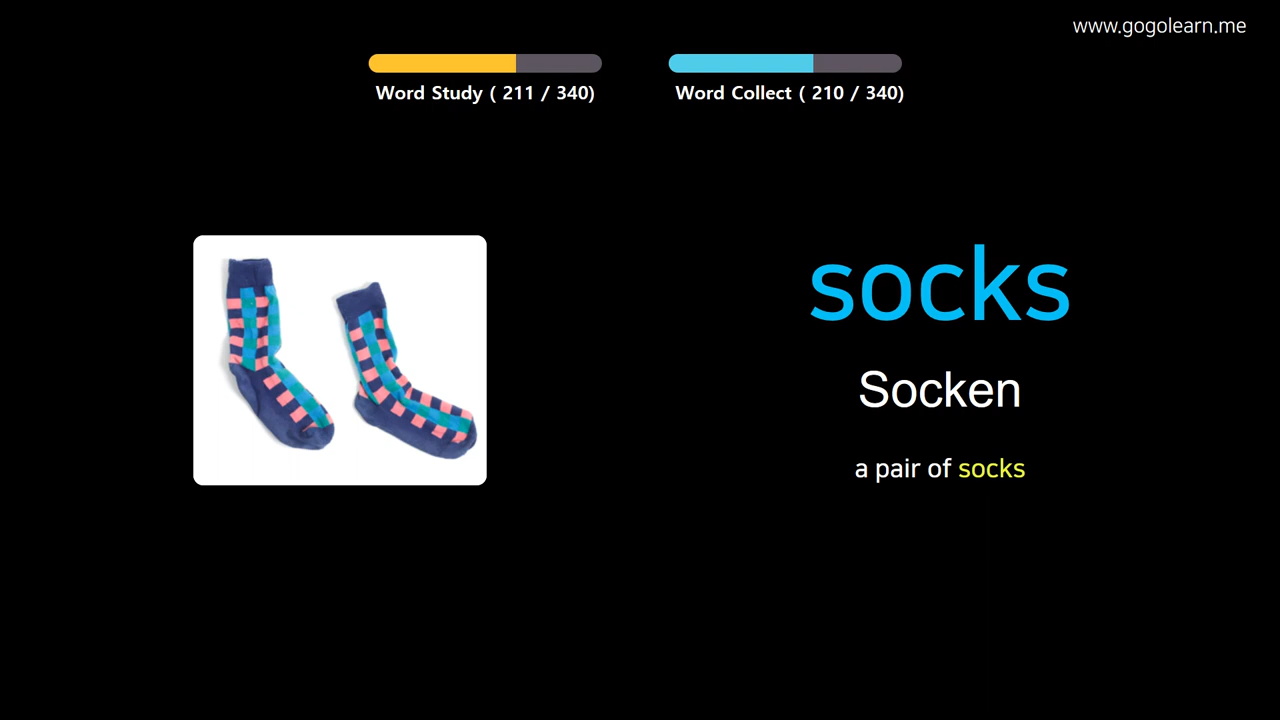 www.gogolearn.me
Word Study ( 211 / 340)
Word Collect ( 210 / 340)
socks
Socken
a pair of socks